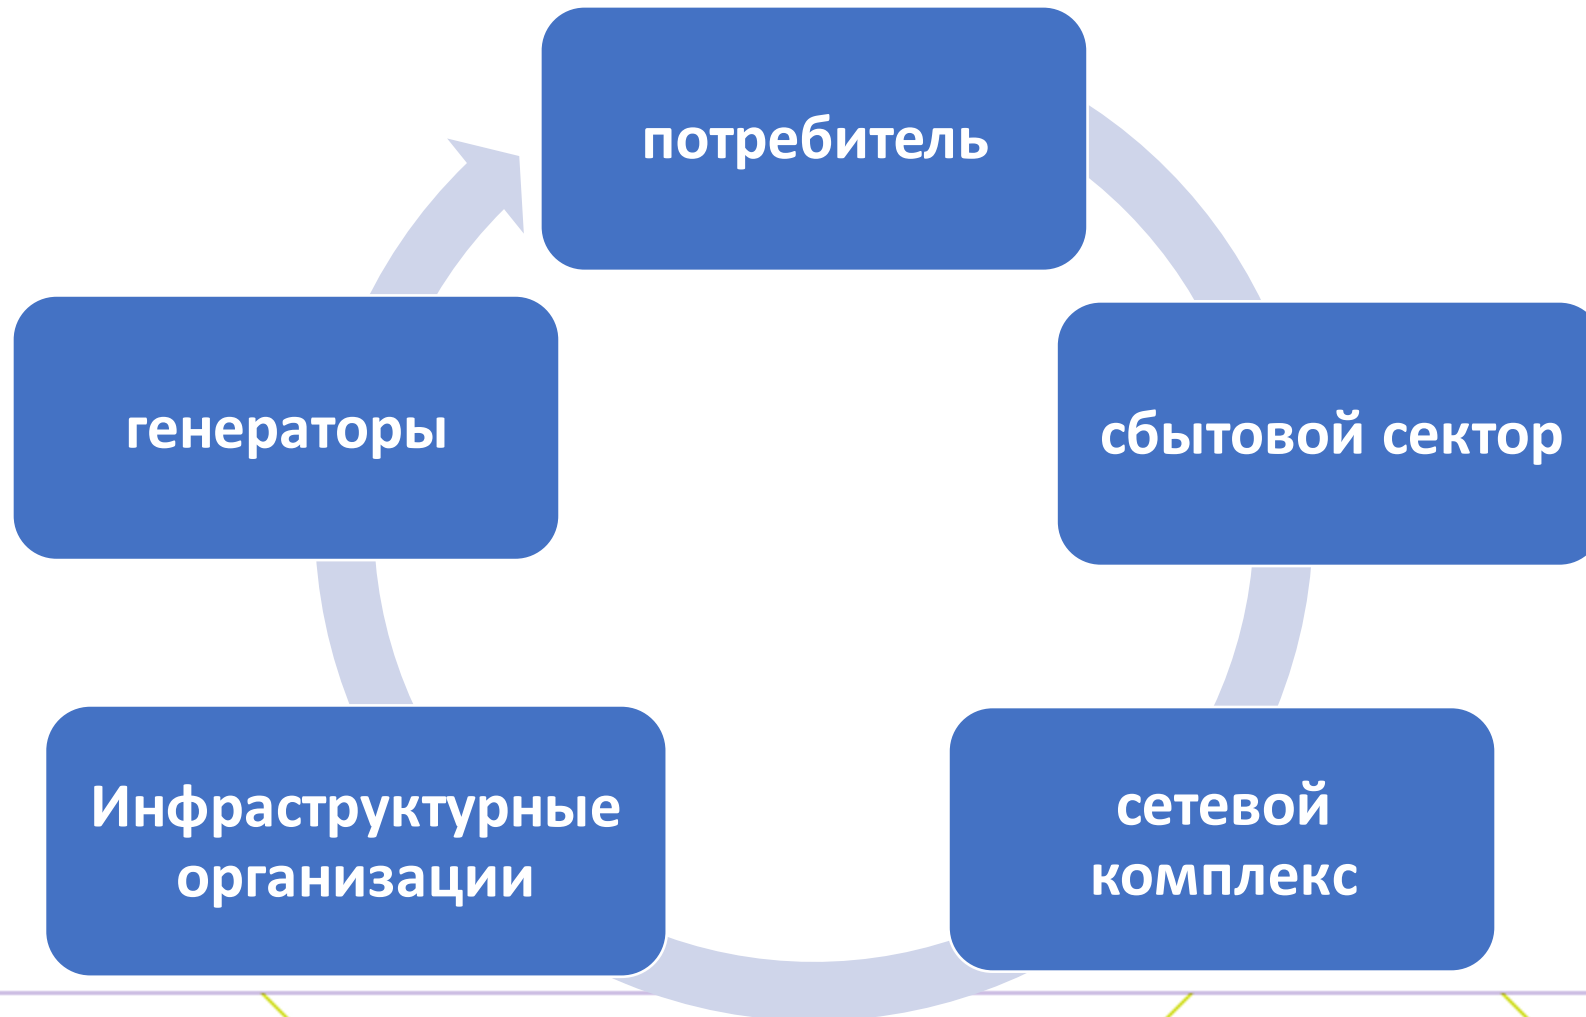 потребитель
генераторы
сбытовой сектор
Инфраструктурные
организации
сетевой
комплекс